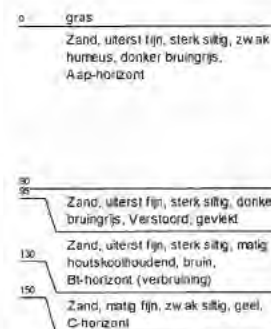 0 gras
Zand, uiterst fijn, sterk siltig, zwak
humeus, donker bruingrijs,
Aap-horizont
90
95
Zand, uiterst fijn, sterk siltig, donke
bruingrijs, Verstoord, gevlekt
Zand, uiterst fijn, sterk siltig, matig
130
houtskoolhoudend, bruin,
Bt-horizont (verbruining)
150
Zand, matig fijn, zwak siltig, geel,
C-horizont